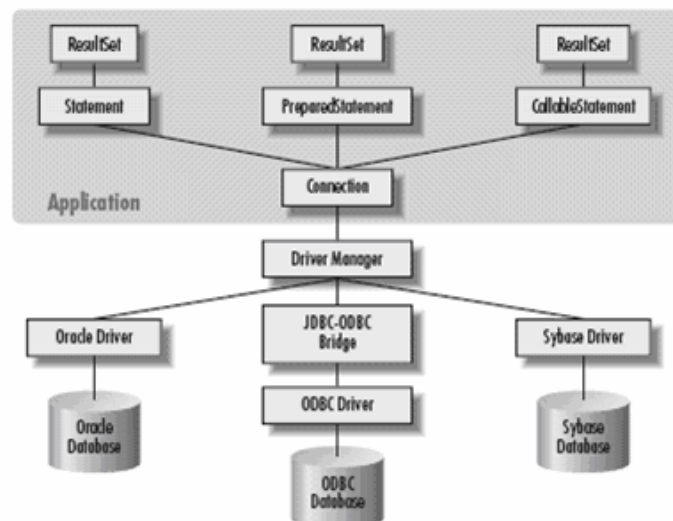 ResultSet
ResultSet
ResultSet
Statement
PreparedStatement
CallableStatement
Connection
Application
Driver Manager
Oracle Driver
JDBC-ODBC
Bridge
Sybase Driver
ODBC Driver
Oracle
Database
Sybase
Database
ODBC
Database